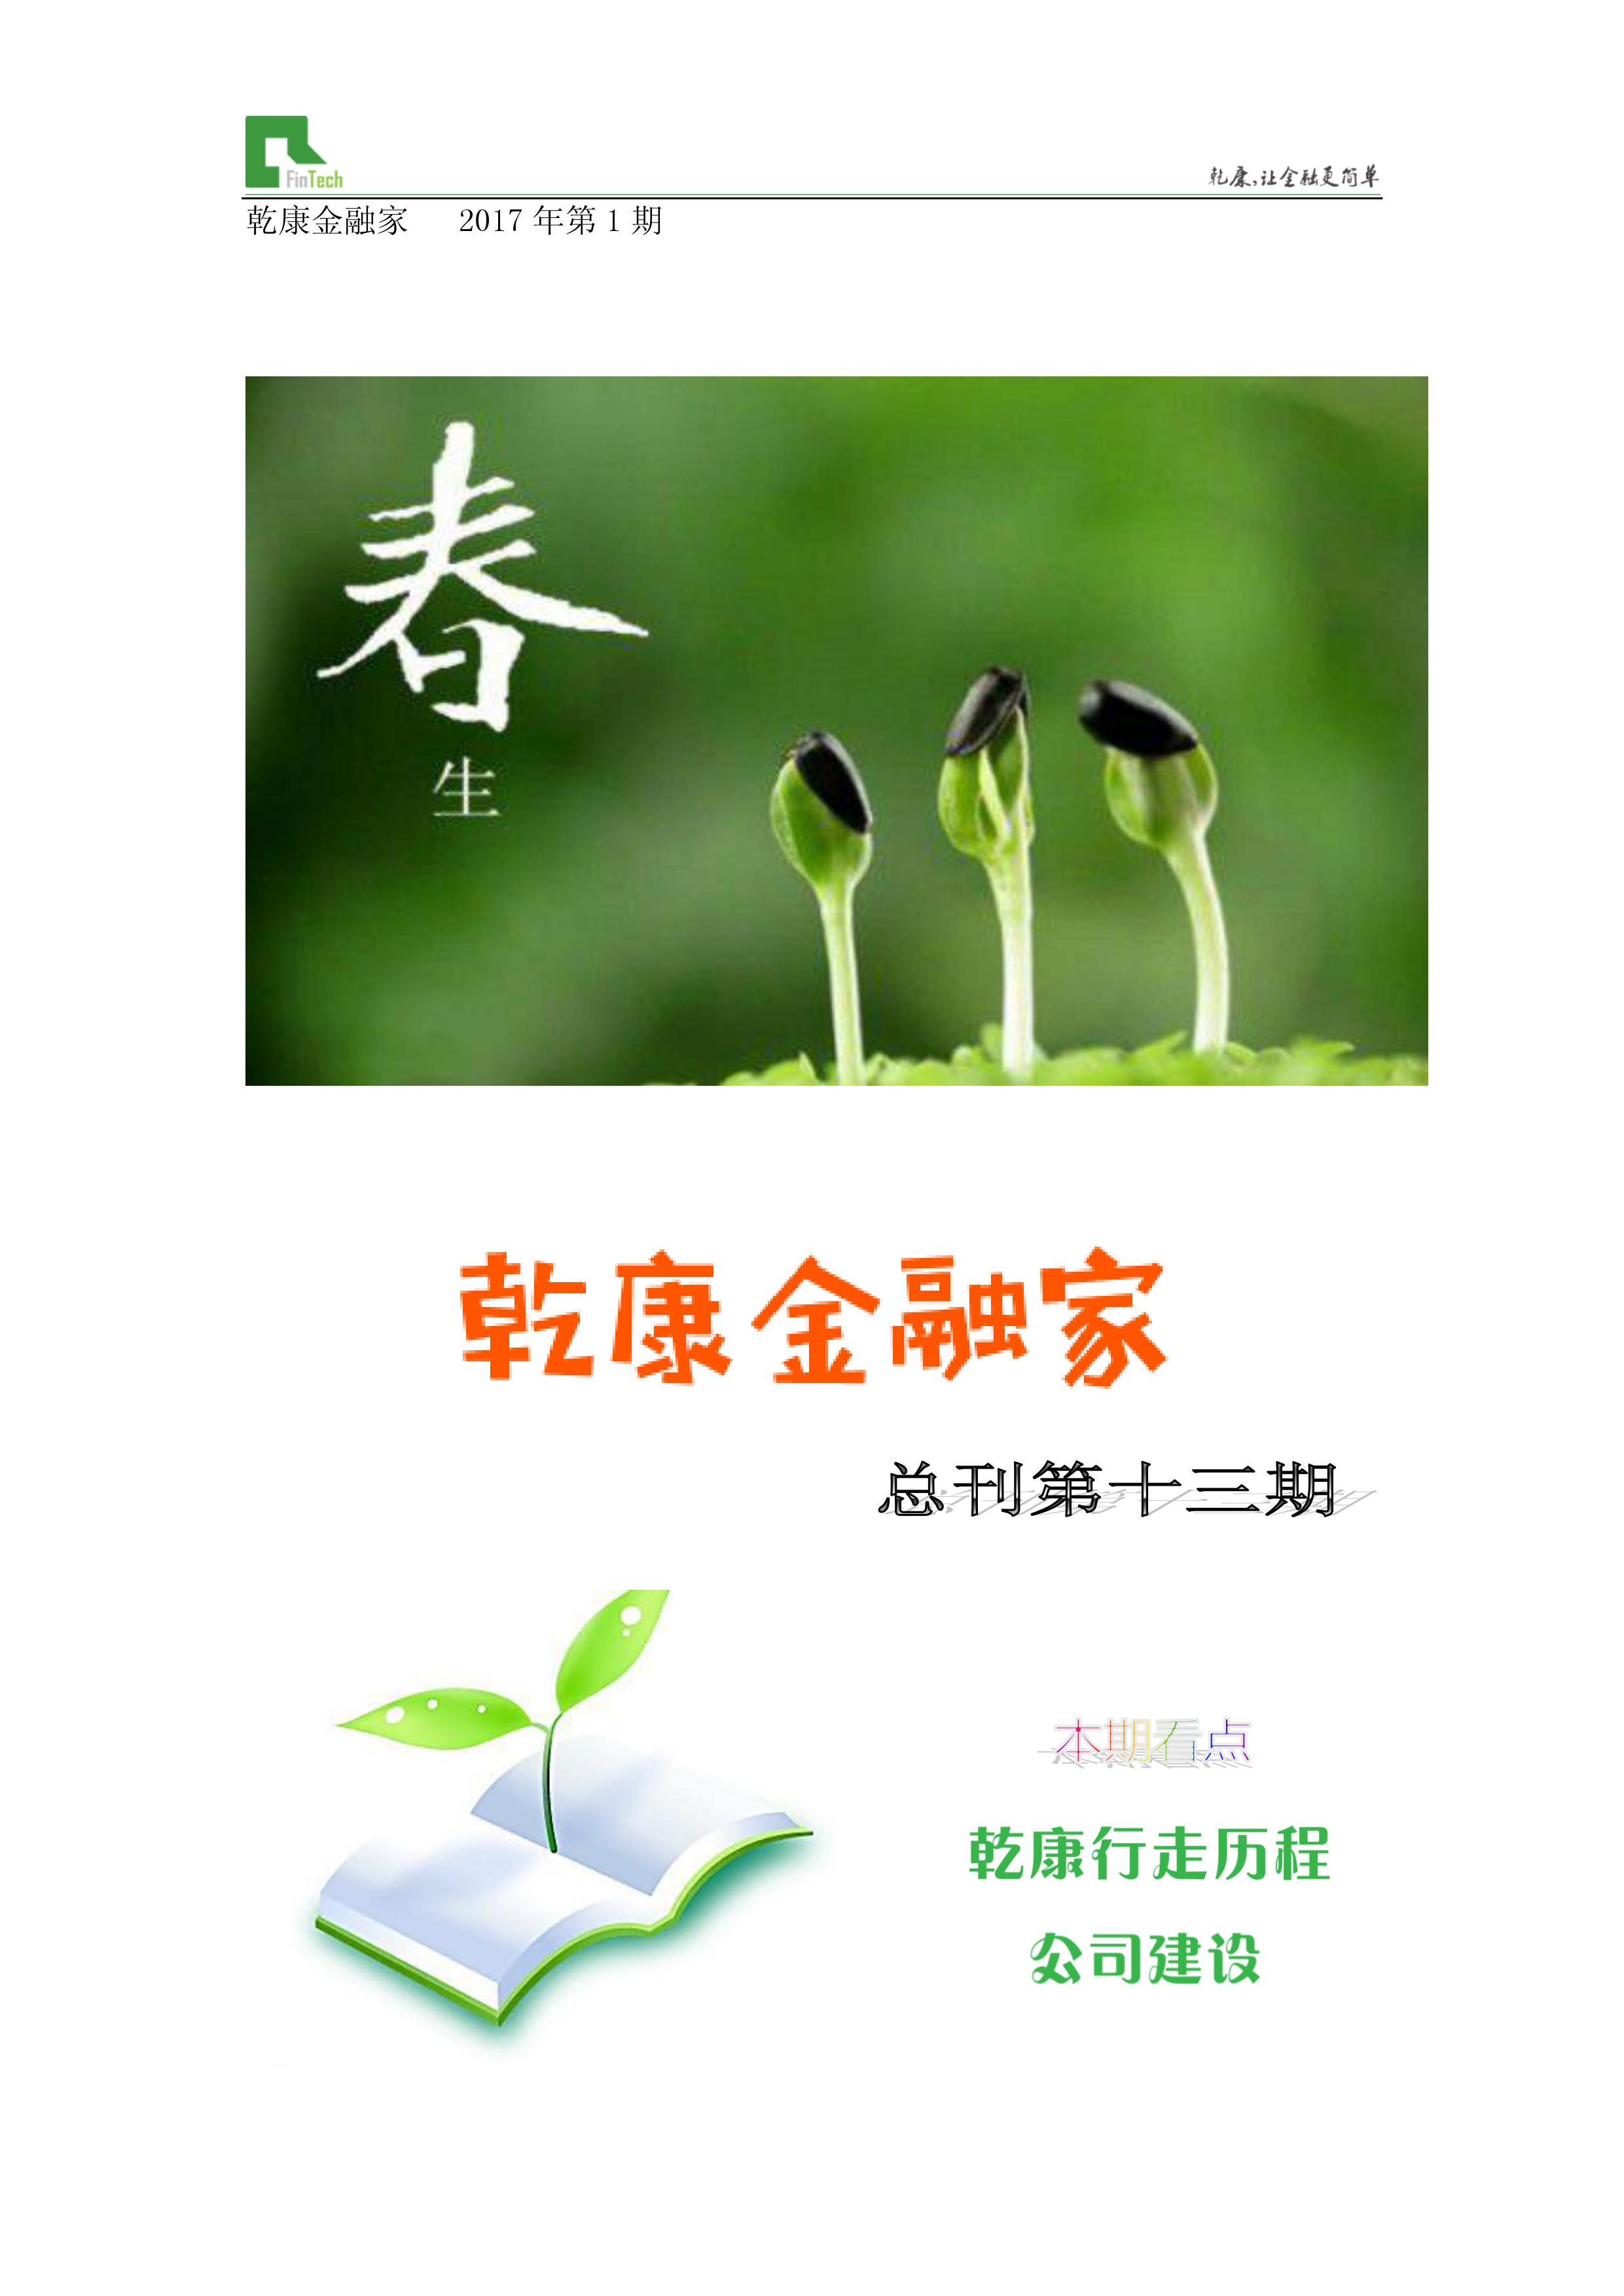 FinTech
乾康,让金融更简单
乾康金融家 2017 年第 1 期
春
生
乾康金融家
总刊第十三期
本期看点
乾康行走历程
公司建设